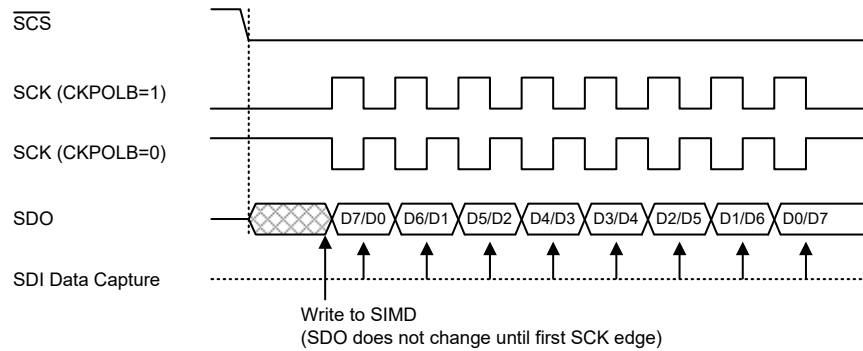 SCS
SCK (CKPOLB=1)
SCK (CKPOLB=0)
SDO
D7/D0 D6/D1 D5/D2 D4/D3 D3/D4 D2/D5 D1/D6 D0/D7
SDI Data Capture
Write to SIMD
(SDO does not change until first SCK edge)